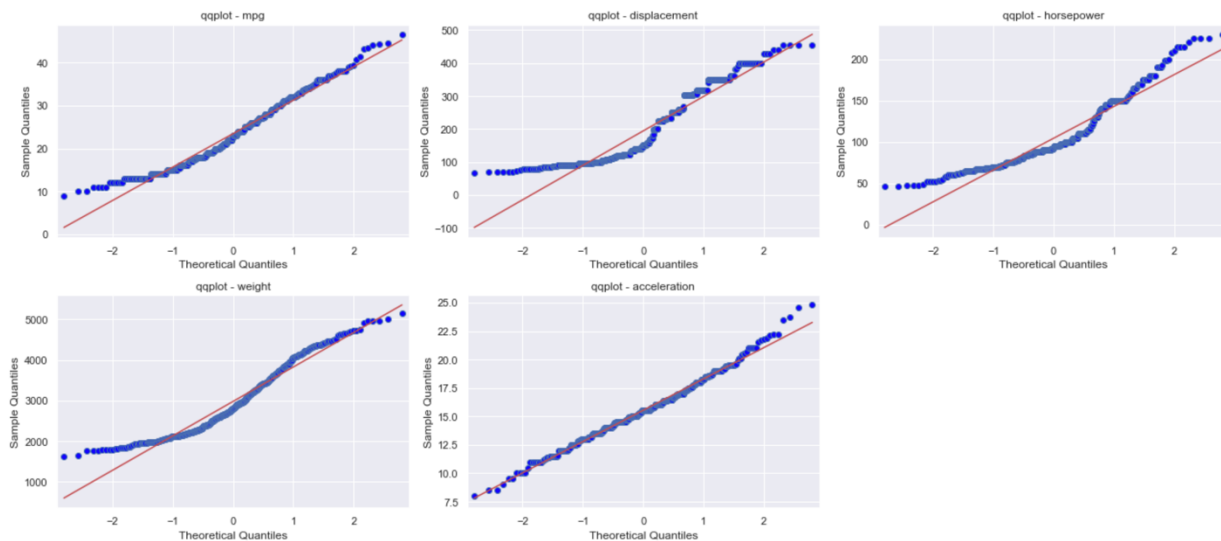 qqplot - mpg
40
30
20
10
0
Sample Quantiles
−2 −1 0 1 2
Theoretical Quantiles
qqplot - displacement
500
400
300
200
100
0
−100
Sample Quantiles
−2 −1 0 1 2
Theoretical Quantiles
qqplot - horsepower
200
150
100
50
0
Sample Quantiles
−2 −1 0 1 2
Theoretical Quantiles
qqplot - weight
5000
4000
3000
2000
1000
Sample Quantiles
−2 −1 0 1 2
Theoretical Quantiles
qqplot - acceleration
25.0
22.5
20.0
17.5
15.0
12.5
10.0
7.5
Sample Quantiles
−2 −1 0 1 2
Theoretical Quantiles